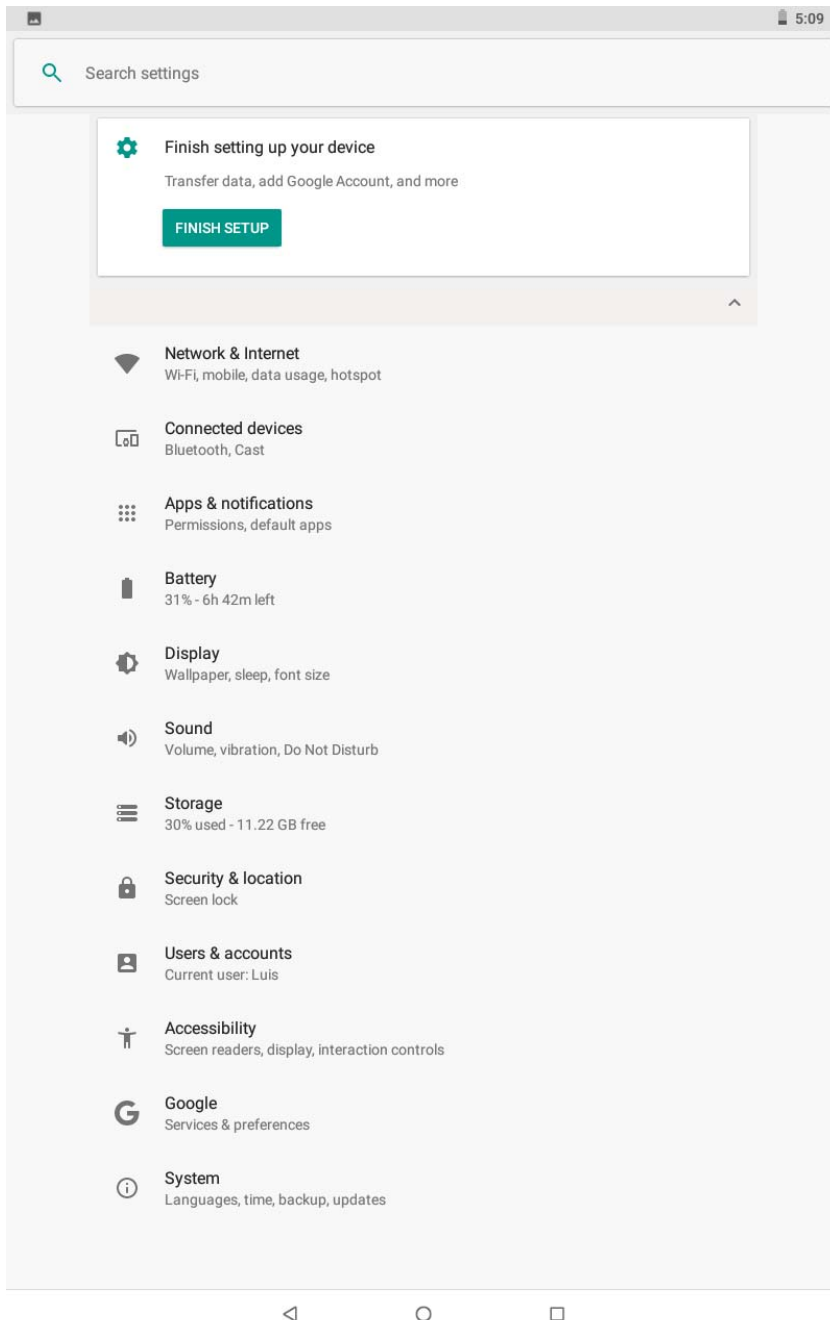 5:09
Search settings
Finish setting up your device
Transfer data, add Google Account, and more
FINISH SETUP
Network & Internet
Wi-Fi, mobile, data usage, hotspot
Connected devices
Bluetooth, Cast
Apps & notifications
Permissions, default apps
Battery
31% - 6h 42m left
Display
Wallpaper, sleep, font size
Sound
Volume, vibration, Do Not Disturb
Storage
30% used - 11.22 GB free
Security & location
Screen lock
Users & accounts
Current user: Luis
Accessibility
Screen readers, display, interaction controls
Google
Services & preferences
System
Languages, time, backup, updates